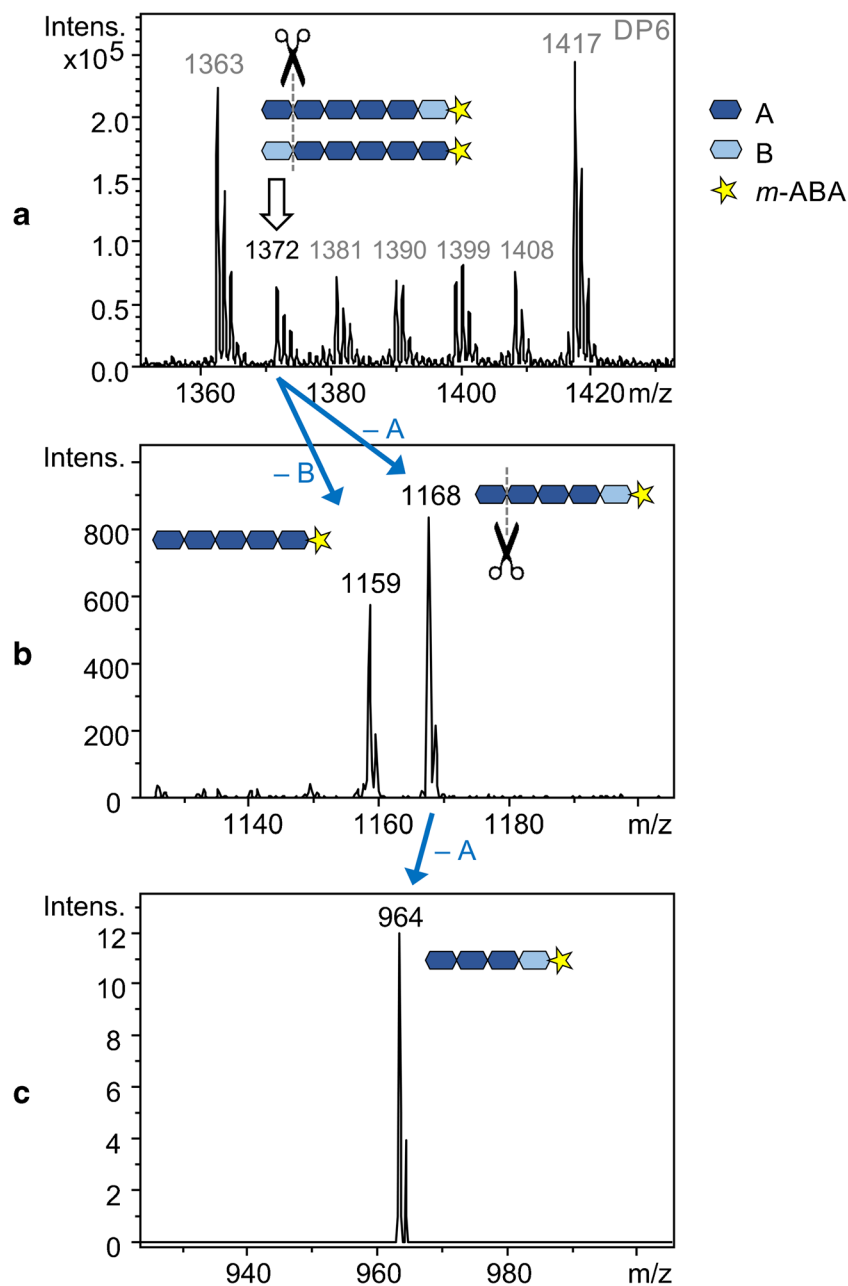 Intens.
x10⁵
DP6
1363
1417
A
B
m-ABA
2.0
1.5
a
1372 1381 1390 1399 1408
1.0
0.5
0.0
1360 1380 1400 1420 m/z
– A
– B
Intens.
1168
800
1159
600
b
400
200
0
1140 1160 1180 m/z
– A
Intens.
964
12
10
8
c
6
4
2
0
940 960 980 m/z